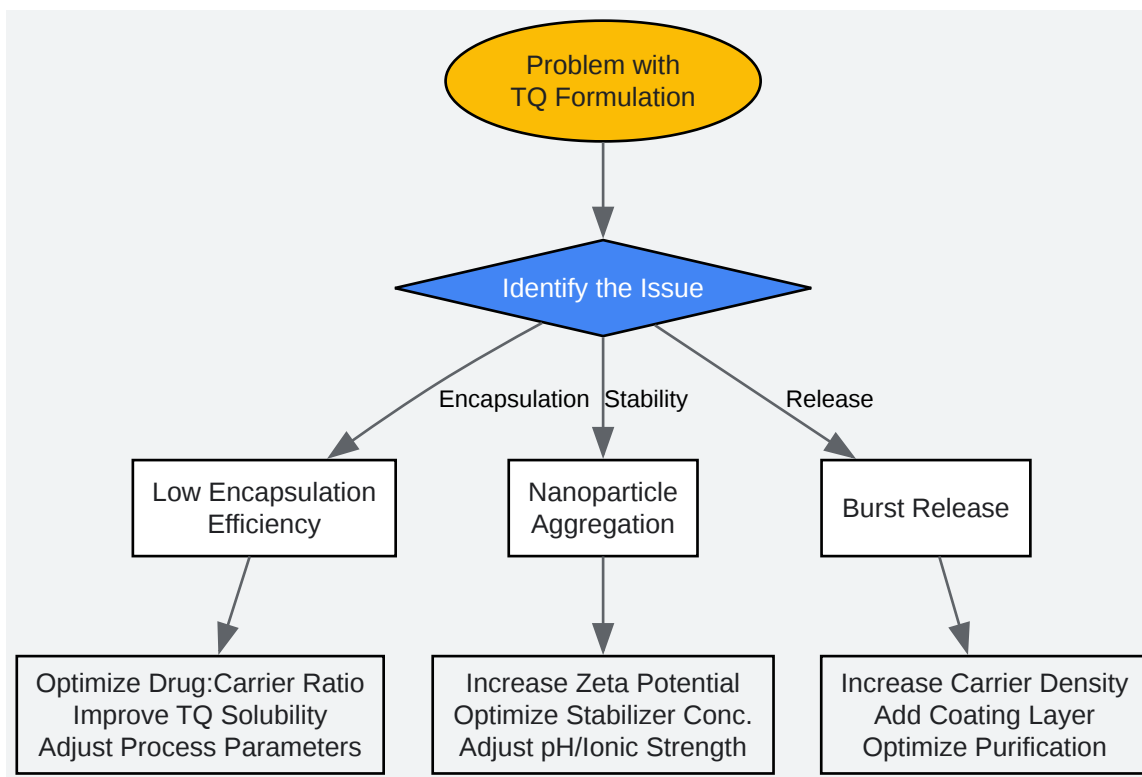 Problem with
TQ Formulation
Identify the Issue
Encapsulation
Stability
Release
Low Encapsulation
Efficiency
Nanoparticle
Aggregation
Burst Release
Optimize Drug:Carrier Ratio
Improve TQ Solubility
Adjust Process Parameters
Increase Zeta Potential
Optimize Stabilizer Conc.
Adjust pH/Ionic Strength
Increase Carrier Density
Add Coating Layer
Optimize Purification